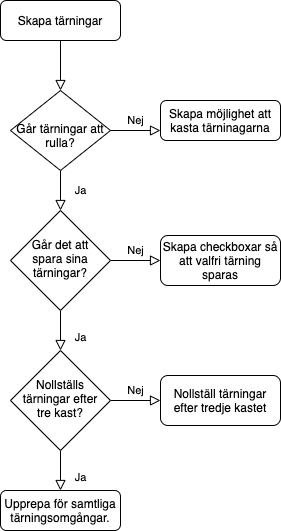 Skapa tärningar
Går tärningar att
rulla?
Nej
Skapa möjlighet att
kasta tärninagarna
Ja
Går det att
spara sina
tärningar?
Nej
Skapa checkboxar så
att valfri tärning
sparas
Ja
Nollställs
tärningar efter
tre kast?
Nej
Nollställ tärningar
efter tredje kastet
Ja
Upprepa för samtliga
tärningsomgångar.